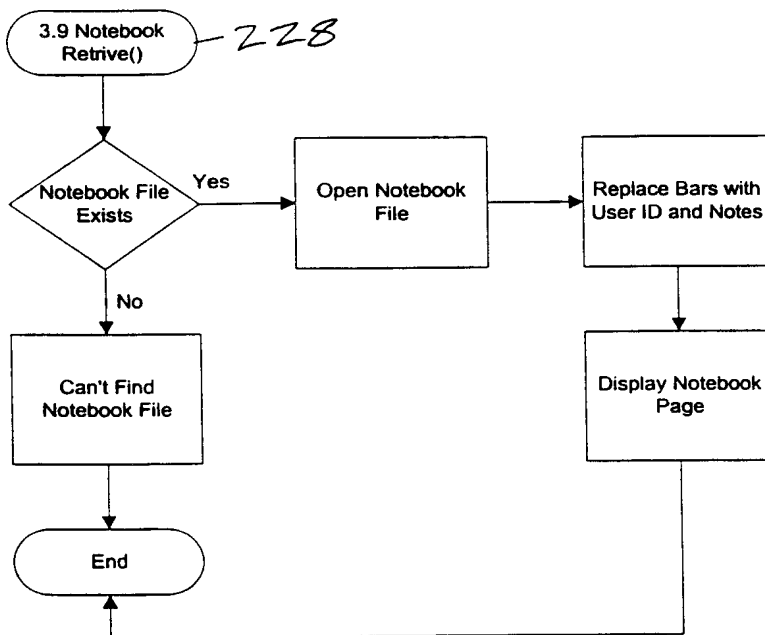 3.9 Notebook
Retrive()
228
Notebook File
Exists
Yes
Open Notebook
File
Replace Bars with
User ID and Notes
No
Can't Find
Notebook File
Display Notebook
Page
End